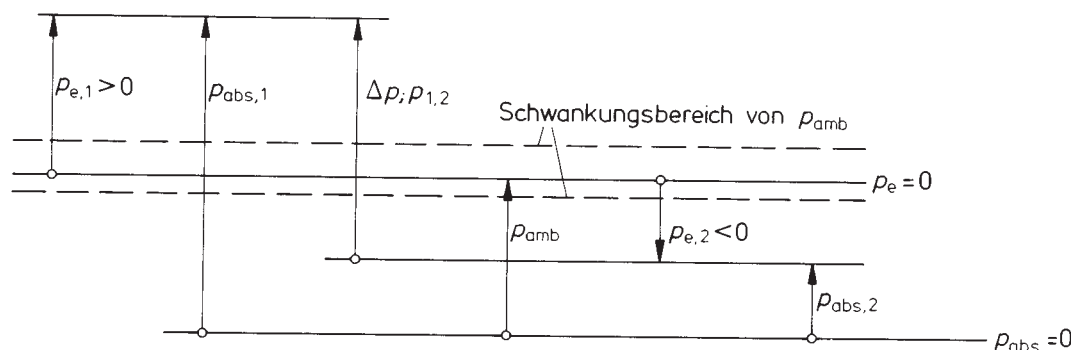 p_e,1 > 0
p_abs,1
Δp; p_1,2
Schwankungsbereich von p_amb
p_e = 0
p_amb
p_e,2 < 0
p_abs,2
p_abs = 0